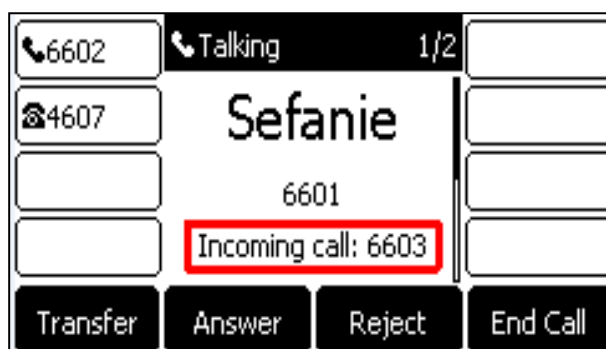 6602
Talking 1/2
4607
Sefanie
6601
Incoming call: 6603
Transfer Answer Reject End Call